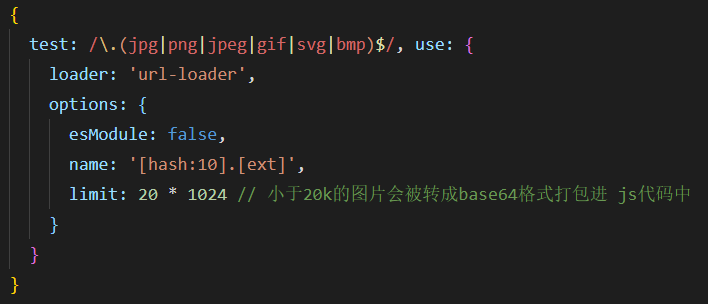 {
test: /\.(jpg|png|jpeg|gif|svg|bmp)$/, use: {
loader: 'url-loader',
options: {
esModule: false,
name: '[hash:10].[ext]',
limit: 20 * 1024 // 小于20k的图片会被转成base64格式打包进 js代码中
}
}
}